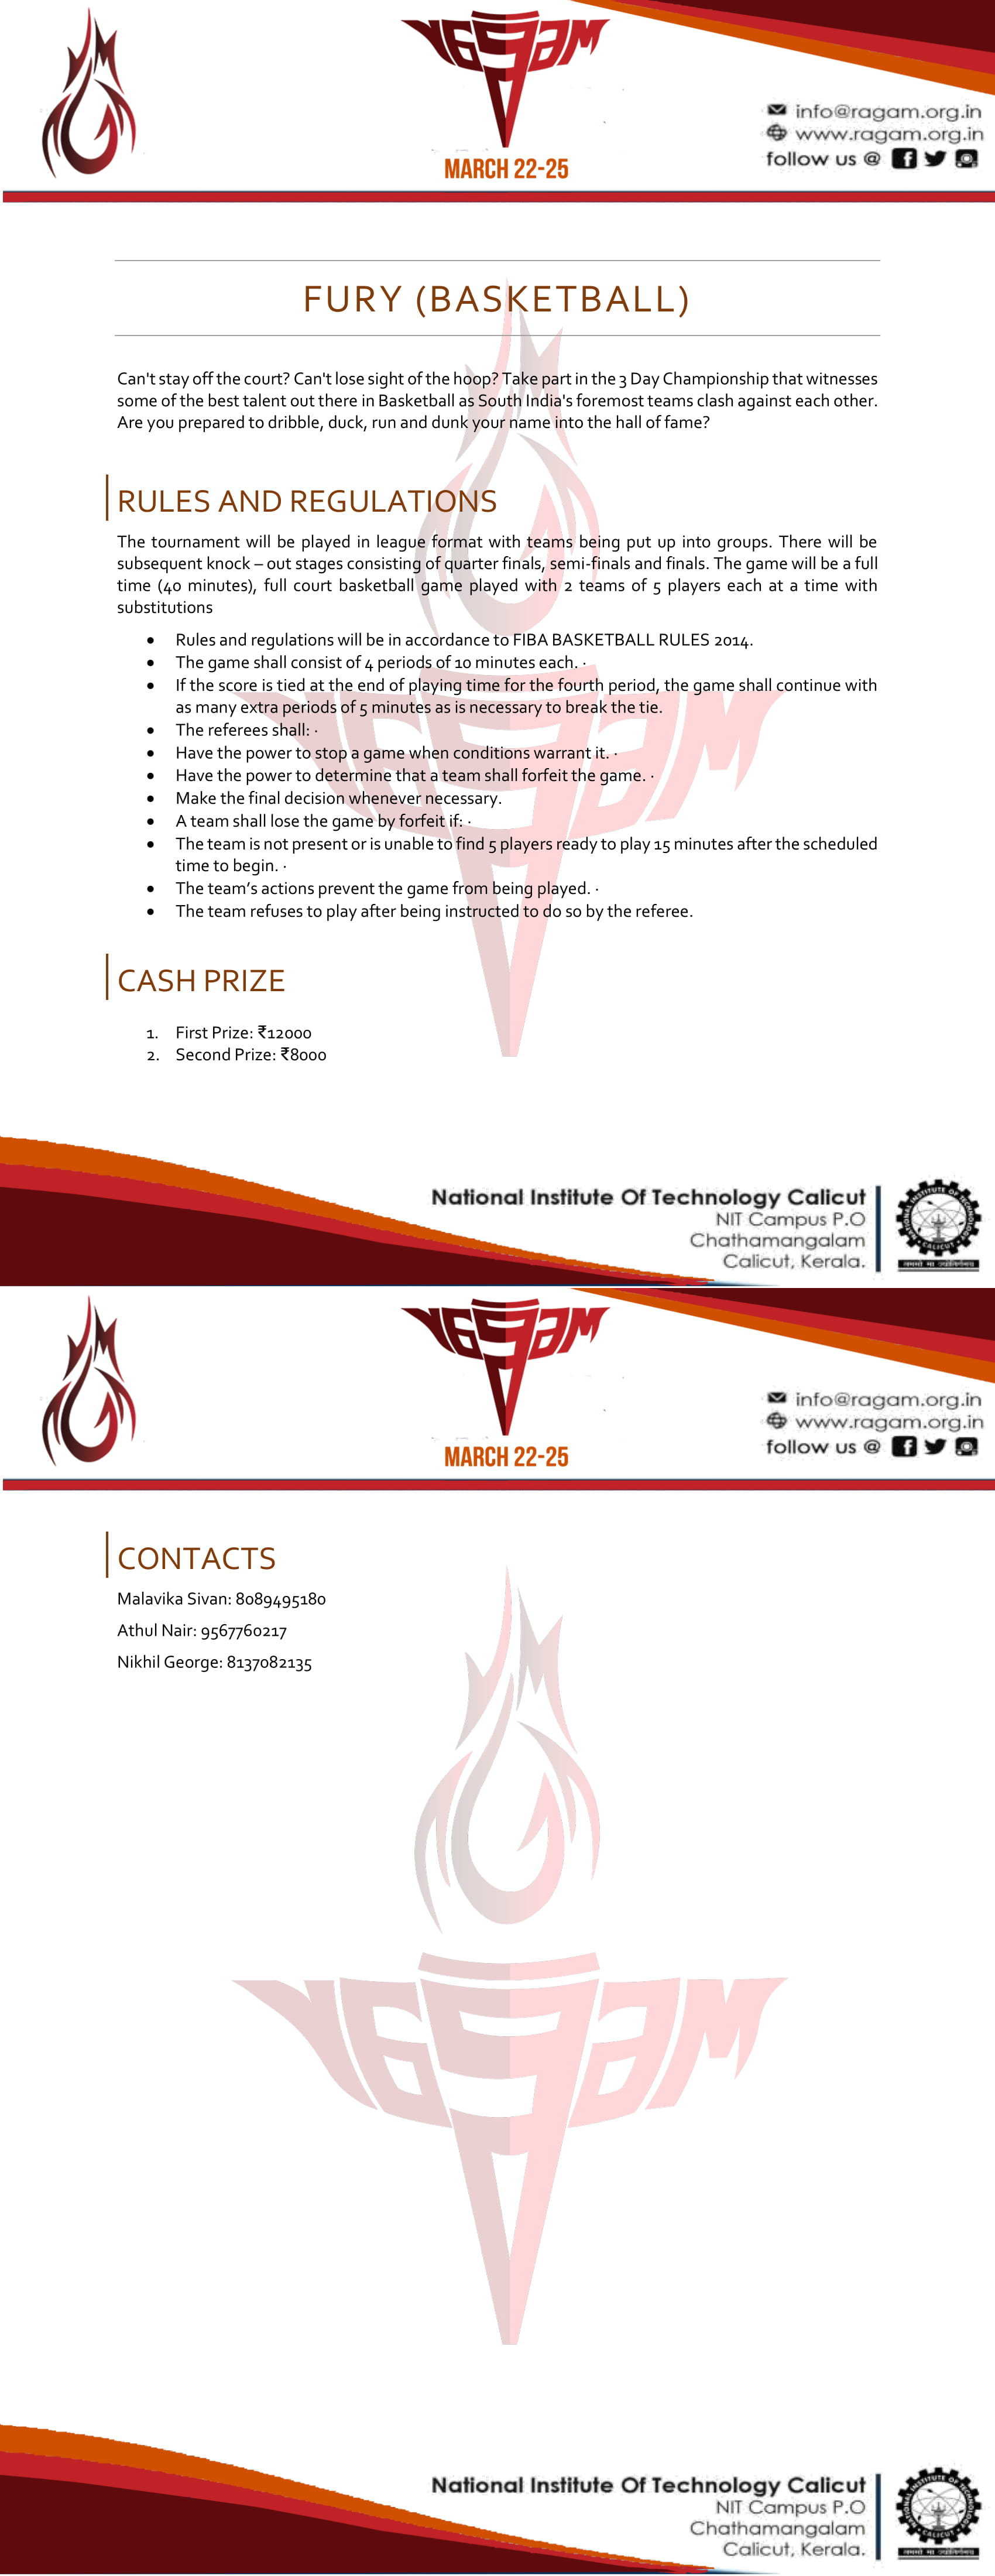 ragam
MARCH 22-25
info@ragam.org.in
www.ragam.org.in
follow us @
FURY (BASKETBALL)
Can't stay off the court? Can't lose sight of the hoop? Take part in the 3 Day Championship that witnesses
some of the best talent out there in Basketball as South India's foremost teams clash against each other.
Are you prepared to dribble, duck, run and dunk your name into the hall of fame?
RULES AND REGULATIONS
The tournament will be played in league format with teams being put up into groups. There will be
subsequent knock – out stages consisting of quarter finals, semi-finals and finals. The game will be a full
time (40 minutes), full court basketball game played with 2 teams of 5 players each at a time with
substitutions
• Rules and regulations will be in accordance to FIBA BASKETBALL RULES 2014.
• The game shall consist of 4 periods of 10 minutes each. ·
• If the score is tied at the end of playing time for the fourth period, the game shall continue with
as many extra periods of 5 minutes as is necessary to break the tie.
• The referees shall: ·
• Have the power to stop a game when conditions warrant it. ·
• Have the power to determine that a team shall forfeit the game. ·
• Make the final decision whenever necessary.
• A team shall lose the game by forfeit if: ·
• The team is not present or is unable to find 5 players ready to play 15 minutes after the scheduled
time to begin. ·
• The team’s actions prevent the game from being played. ·
• The team refuses to play after being instructed to do so by the referee.
CASH PRIZE
1. First Prize: ₹12000
2. Second Prize: ₹8000
National Institute Of Technology Calicut
NIT Campus P.O
Chathamangalam
Calicut, Kerala.
ragam
MARCH 22-25
info@ragam.org.in
www.ragam.org.in
follow us @
CONTACTS
Malavika Sivan: 8089495180
Athul Nair: 9567760217
Nikhil George: 8137082135
ragam
National Institute Of Technology Calicut
NIT Campus P.O
Chathamangalam
Calicut, Kerala.